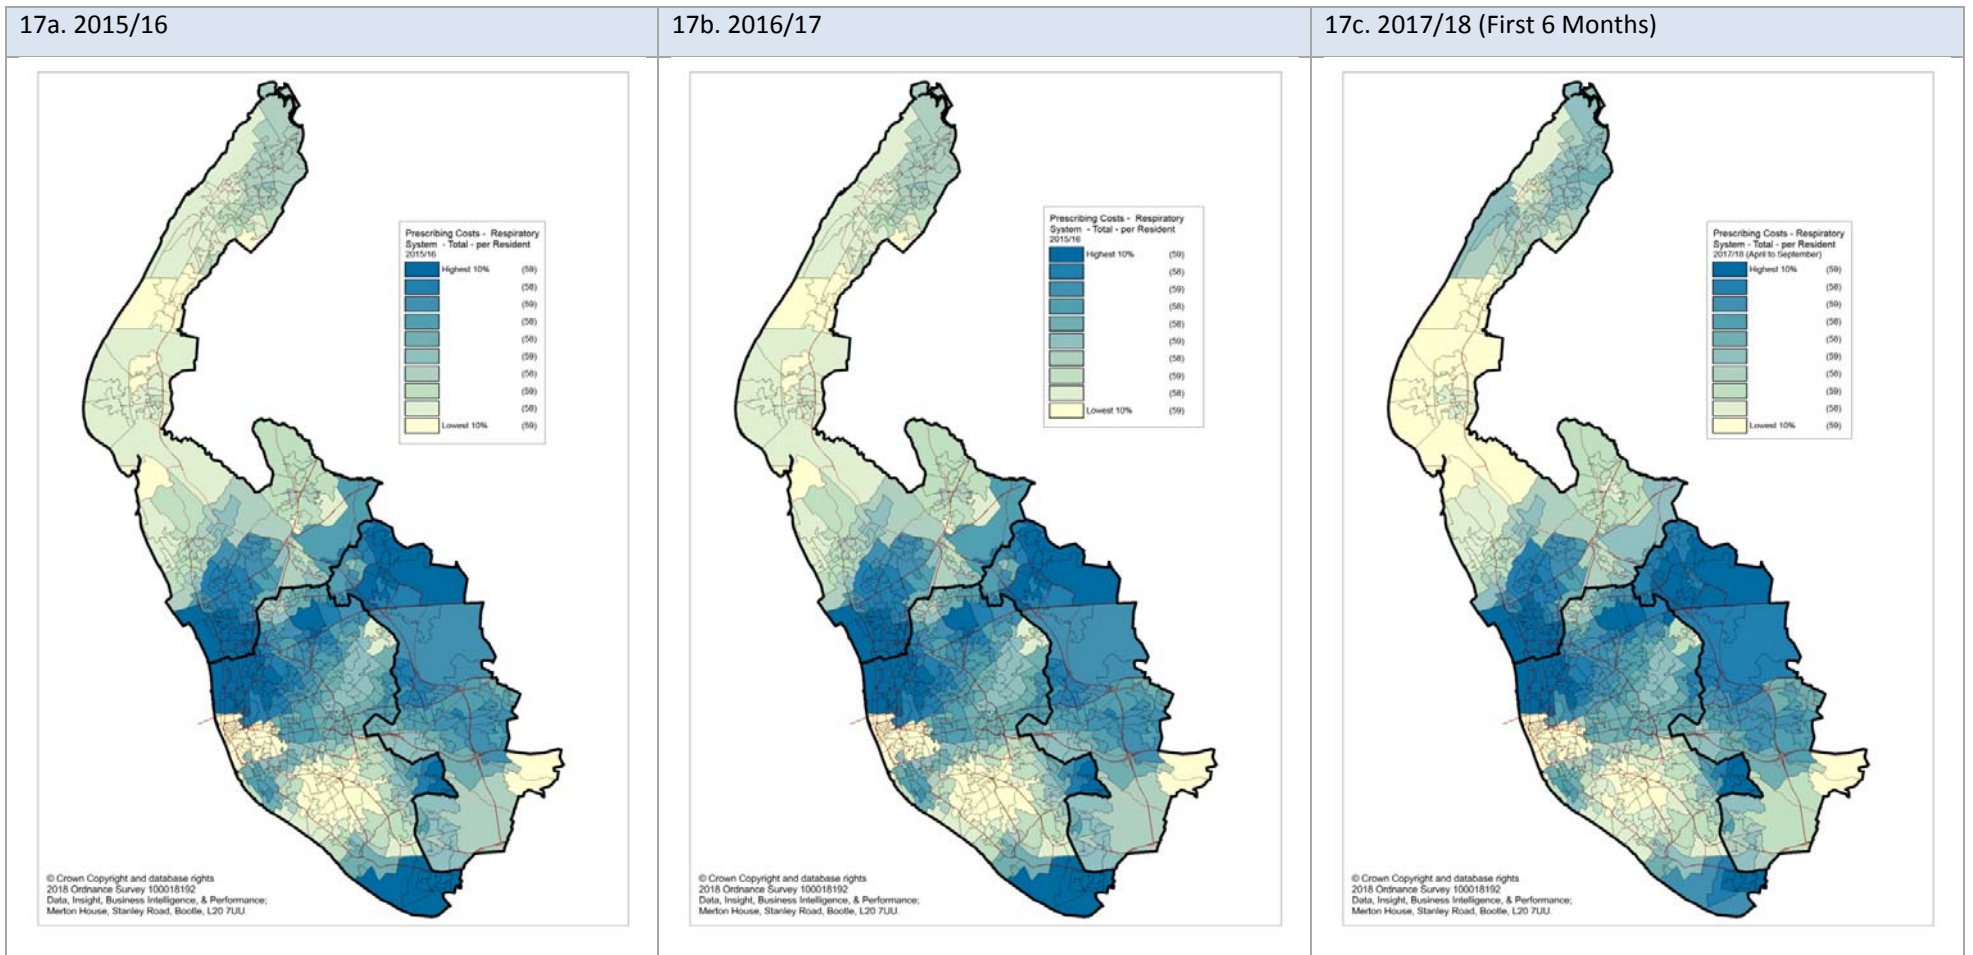 17a. 2015/16
17b. 2016/17
17c. 2017/18 (First 6 Months)
Prescribing Costs - Respiratory
System - Total - per Resident
2015/16
Highest 10% (59)
(58)
(59)
(58)
(58)
(59)
(58)
(59)
(58)
Lowest 10% (59)
© Crown Copyright and database rights
2018 Ordnance Survey 100018192
Data, Insight, Business Intelligence, & Performance;
Merton House, Stanley Road, Bootle, L20 7UU.
Prescribing Costs - Respiratory
System - Total - per Resident
2015/16
Highest 10% (59)
(58)
(59)
(58)
(58)
(59)
(58)
(59)
(58)
Lowest 10% (59)
© Crown Copyright and database rights
2018 Ordnance Survey 100018192
Data, Insight, Business Intelligence, & Performance;
Merton House, Stanley Road, Bootle, L20 7UU.
Prescribing Costs - Respiratory
System - Total - per Resident
2017/18 (April to September)
Highest 10% (59)
(58)
(59)
(58)
(58)
(59)
(58)
(59)
(58)
Lowest 10% (59)
© Crown Copyright and database rights
2018 Ordnance Survey 100018192
Data, Insight, Business Intelligence, & Performance;
Merton House, Stanley Road, Bootle, L20 7UU.